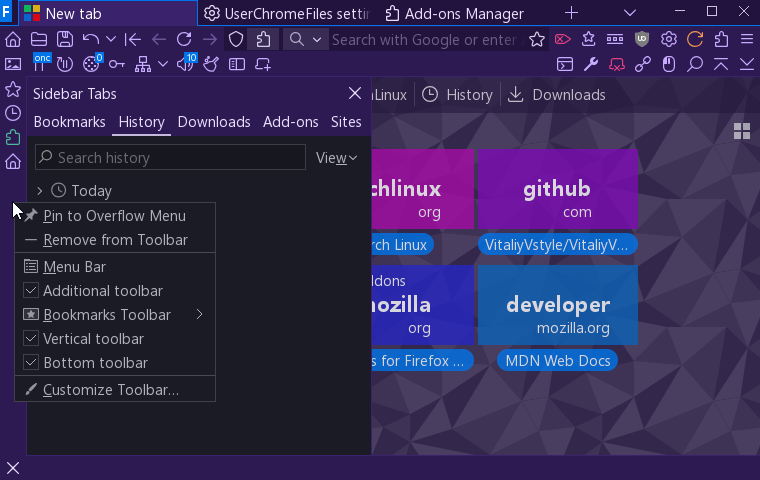 F
New tab
UserChromeFiles settin
Add-ons Manager
Search with Google or enter
onc
0
10
Sidebar Tabs
Bookmarks
History
Downloads
Add-ons
Sites
Search history
View
Today
Pin to Overflow Menu
Remove from Toolbar
Menu Bar
Additional toolbar
Bookmarks Toolbar
Vertical toolbar
Bottom toolbar
Customize Toolbar...
hLinux
History
Downloads
chlinux
org
rch Linux
github
com
VitaliyVstyle/VitaliyV...
ddons
mozilla
org
s for Firefox ...
developer
mozilla.org
MDN Web Docs